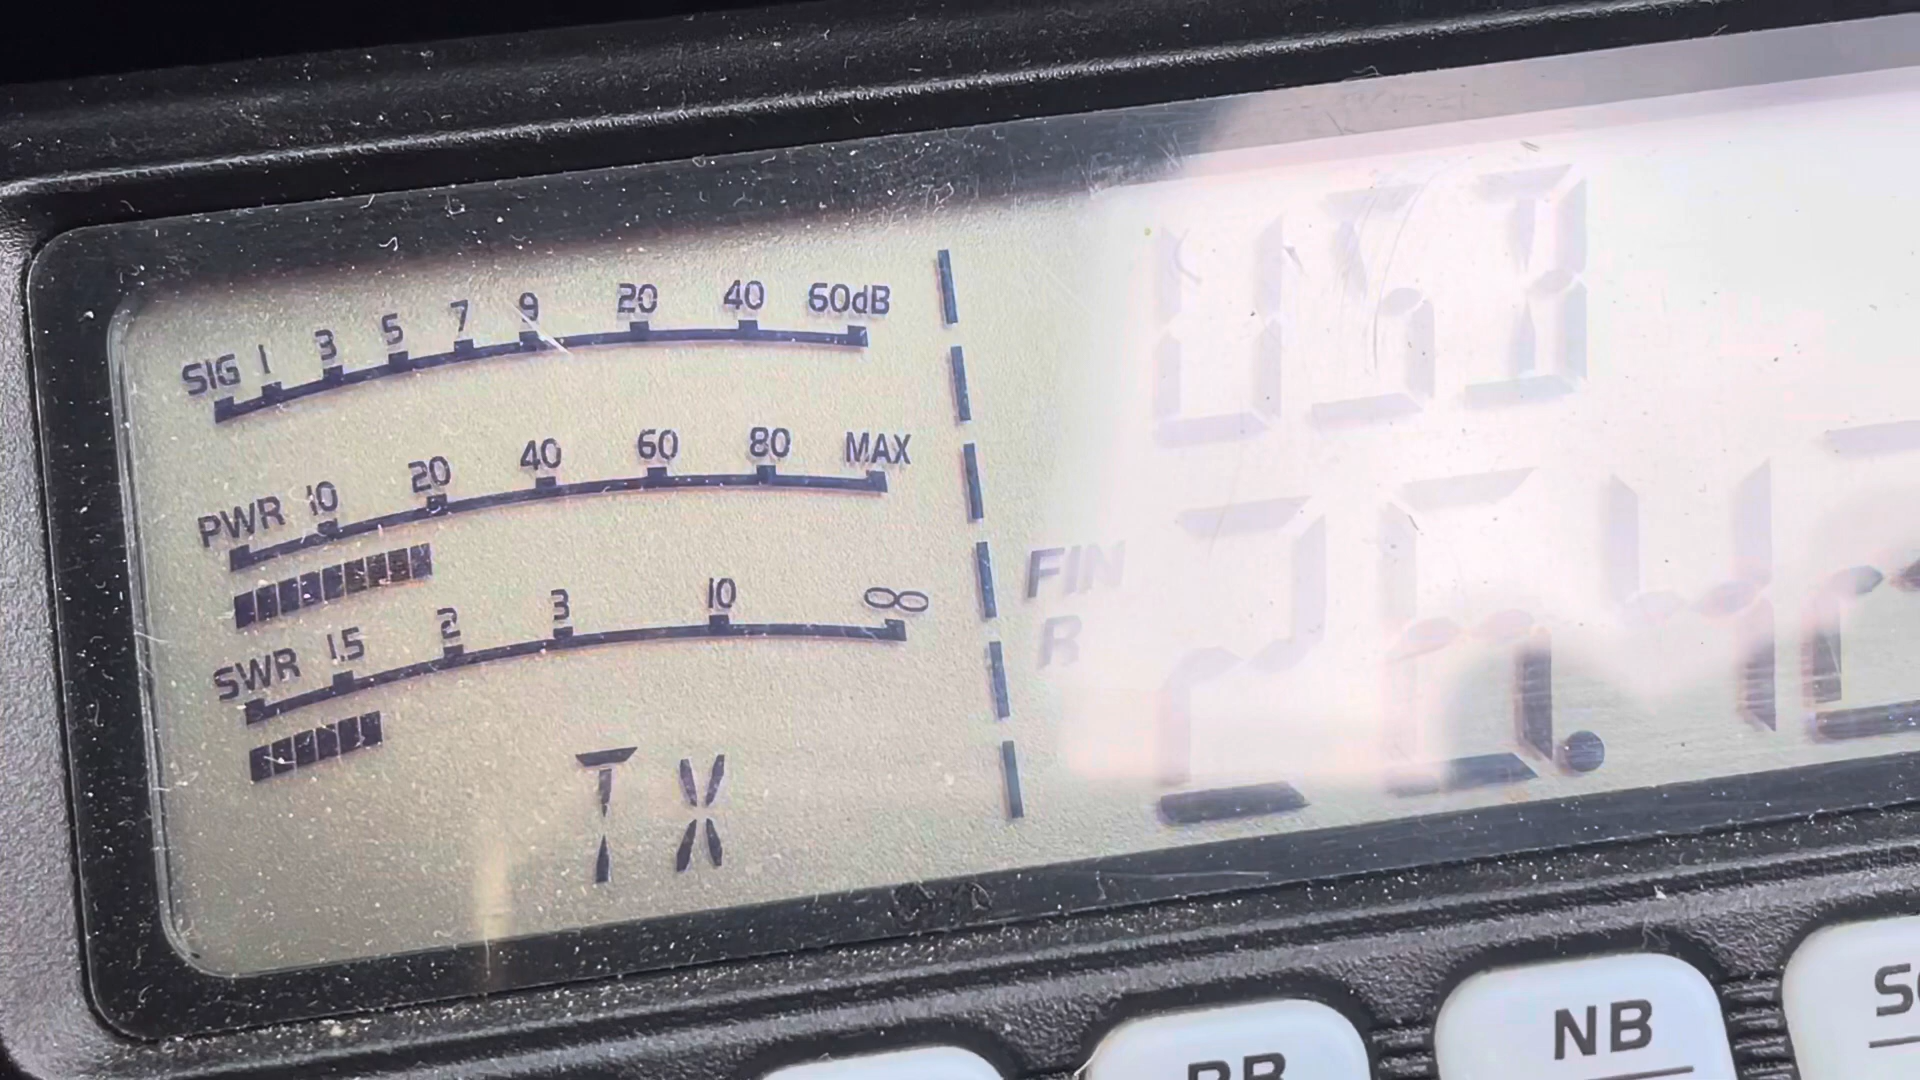 SIG 1 3 5 7 9 20 40 60dB
PWR 10 20 40 60 80 MAX
SWR 1.5 2 3 10 ∞
TX
USB
FIN
R
NB